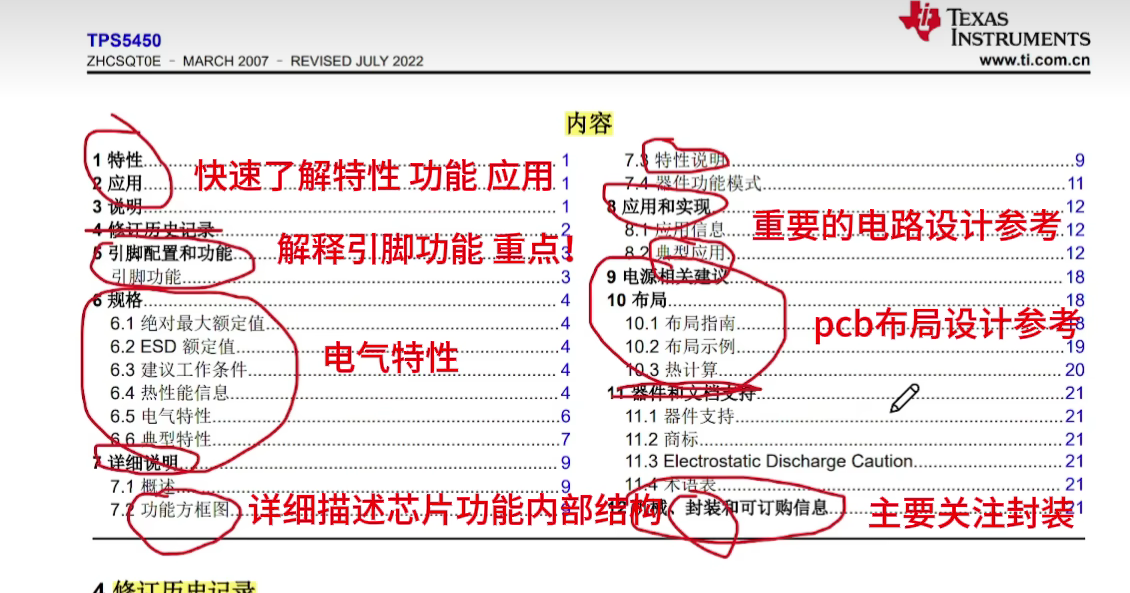 TPS5450
ZHCSQT0E – MARCH 2007 – REVISED JULY 2022
TEXAS
INSTRUMENTS
www.ti.com.cn
内容
1 特性........ 1
2 应用........ 1
3 说明........ 1
4 修订历史记录........ 2
5 引脚配置和功能........ 3
引脚功能........ 3
6 规格........ 4
6.1 绝对最大额定值........ 4
6.2 ESD 额定值........ 4
6.3 建议工作条件........ 4
6.4 热性能信息........ 4
6.5 电气特性........ 6
6.6 典型特性........ 7
7 详细说明........ 9
7.1 概述........ 9
7.2 功能方框图........ 9
快速了解特性 功能 应用
解释引脚功能 重点!
电气特性
详细描述芯片功能内部结构
7.3 特性说明........ 9
7.4 器件功能模式........ 11
8 应用和实现........ 12
8.1 应用信息........ 12
8.2 典型应用........ 12
9 电源相关建议........ 18
10 布局........ 18
10.1 布局指南........ 18
10.2 布局示例........ 19
10.3 热计算........ 20
11 器件和文档支持........ 21
11.1 器件支持........ 21
11.2 商标........ 21
11.3 Electrostatic Discharge Caution........ 21
11.4 术语表........ 21
12 机械、封装和可订购信息........ 21
重要的电路设计参考
pcb布局设计参考
主要关注封装
4 修订历史记录